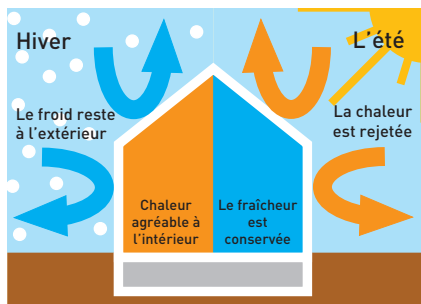 Hiver
L'été
Le froid reste
à l'extérieur
La chaleur
est rejetée
Chaleur
agréable à
l'intérieur
Le fraîcheur
est
conservée